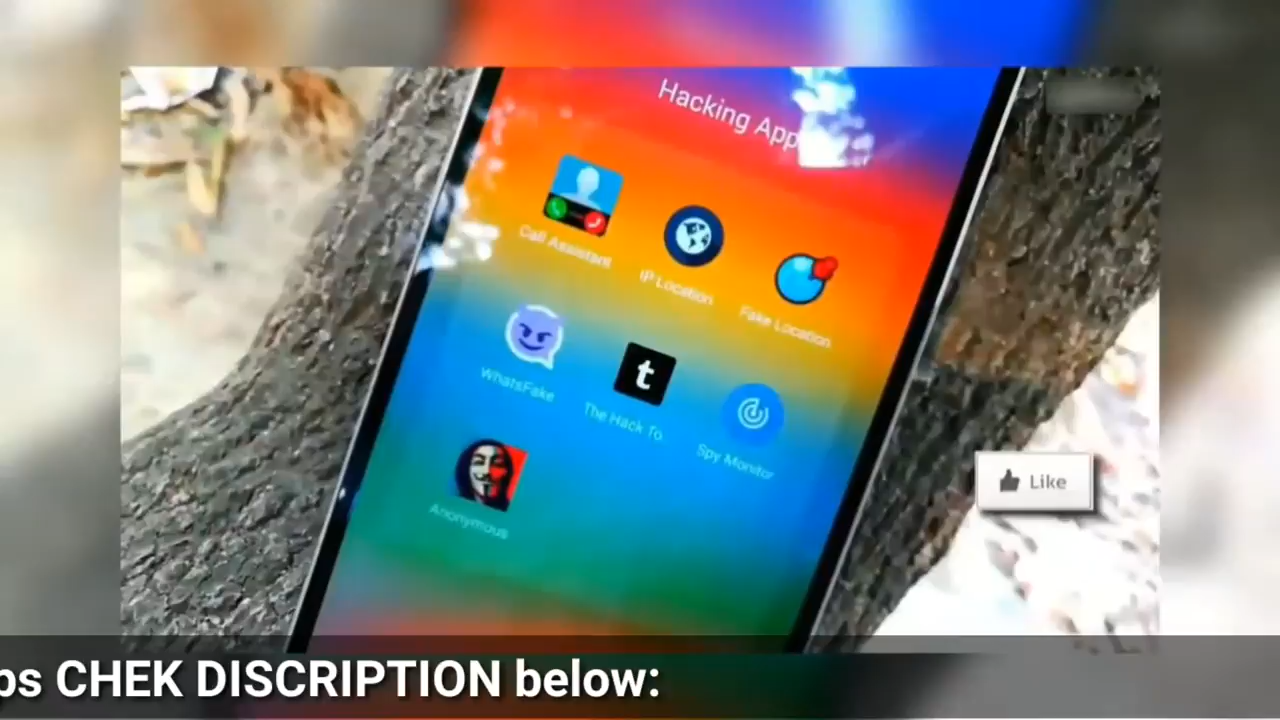 Hacking App
Call Assistant
IP Location
Fake Location
WhatsFake
The Hack To
Spy Monitor
Anonymous
Like
ps CHEK DISCRIPTION below: